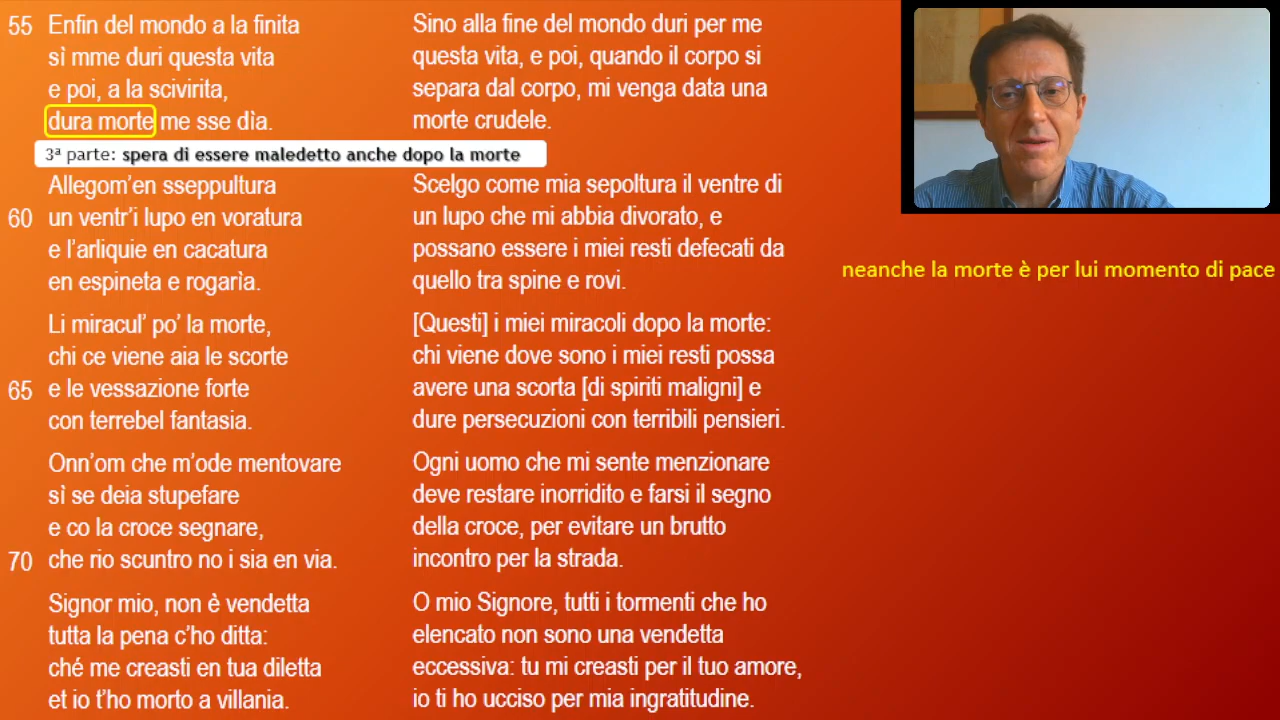 55 Enfin del mondo a la finita
sì mme duri questa vita
e poi, a la scivirita,
dura morte me sse dìa.
3ª parte: spera di essere maledetto anche dopo la morte
Allegom'en sseppultura
60 un ventr'i lupo en voratura
e l'arliquie en cacatura
en espineta e rogarìa.
Li miracul' po' la morte,
chi ce viene aia le scorte
65 e le vessazione forte
con terrebel fantasia.
Onn'om che m'ode mentovare
sì se deia stupefare
e co la croce segnare,
70 che rio scuntro no i sia en via.
Signor mio, non è vendetta
tutta la pena c'ho ditta:
ché me creasti en tua diletta
et io t'ho morto a villania.
Sino alla fine del mondo duri per me
questa vita, e poi, quando il corpo si
separa dal corpo, mi venga data una
morte crudele.
Scelgo come mia sepoltura il ventre di
un lupo che mi abbia divorato, e
possano essere i miei resti defecati da
quello tra spine e rovi.
[Questi] i miei miracoli dopo la morte:
chi viene dove sono i miei resti possa
avere una scorta [di spiriti maligni] e
dure persecuzioni con terribili pensieri.
Ogni uomo che mi sente menzionare
deve restare inorridito e farsi il segno
della croce, per evitare un brutto
incontro per la strada.
O mio Signore, tutti i tormenti che ho
elencato non sono una vendetta
eccessiva: tu mi creasti per il tuo amore,
io ti ho ucciso per mia ingratitudine.
neanche la morte è per lui momento di pace